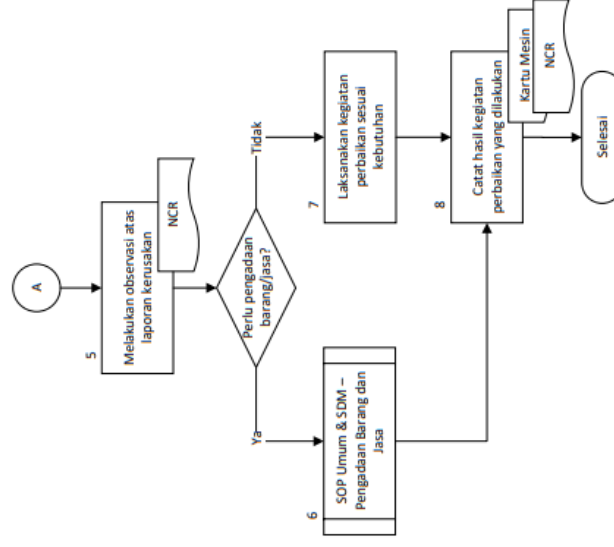 A
5
Melakukan observasi atas
laporan kerusakan
NCR
Perlu pengadaan
barang/jasa?
Ya
Tidak
6
SOP Umum & SDM –
Pengadaan Barang dan
Jasa
7
Laksanakan kegiatan
perbaikan sesuai
kebutuhan
8
Catat hasil kegiatan
perbaikan yang dilakukan
Kartu Mesin
NCR
Selesai